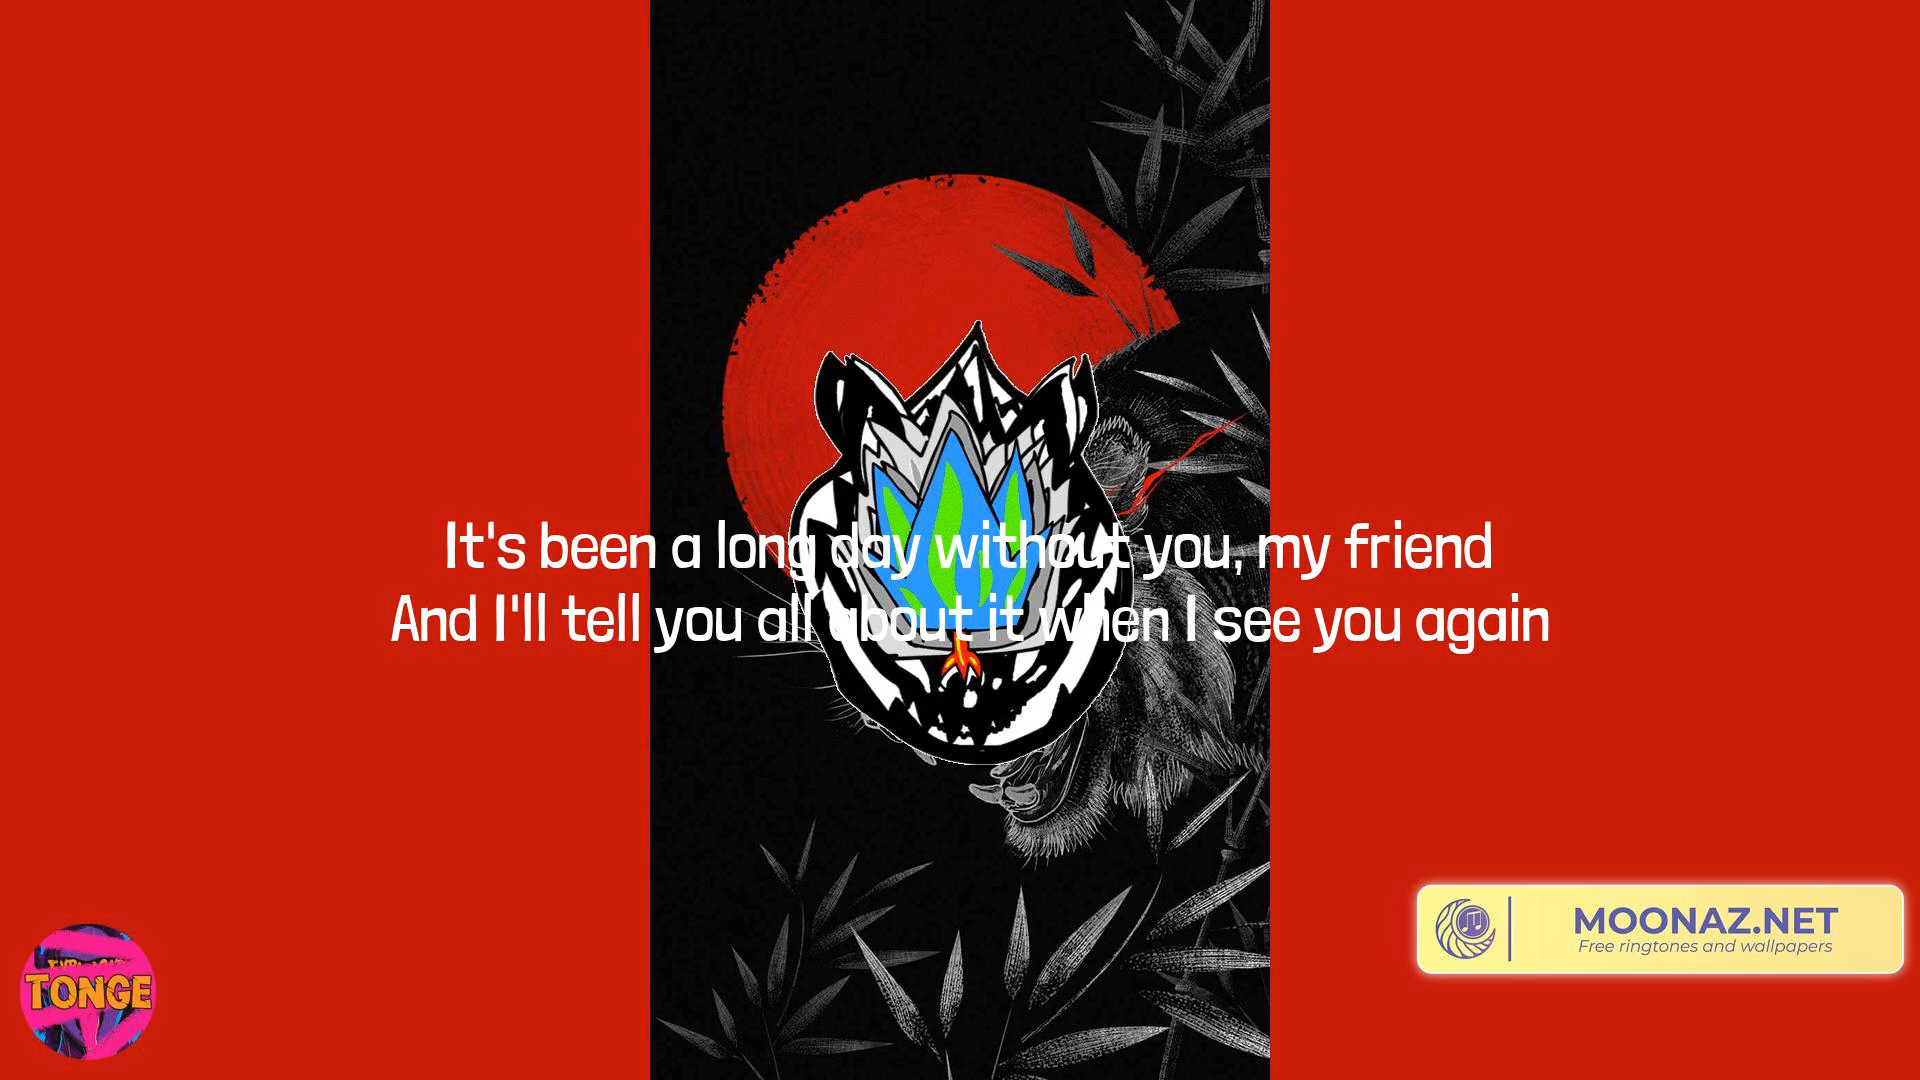 It's been a long day without you, my friend
And I'll tell you all about it when I see you again
MOONAZ.NET
Free ringtones and wallpapers
TONGE